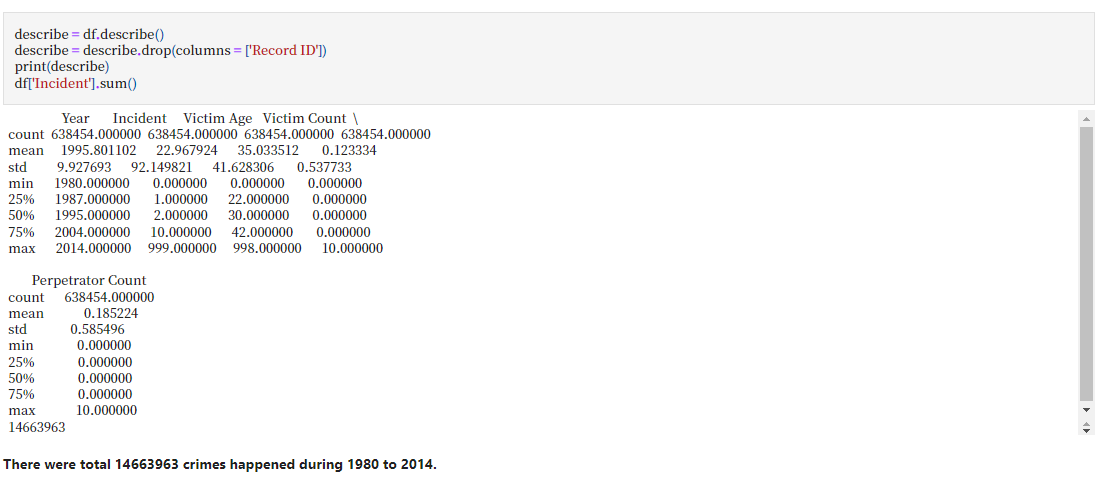 describe = df.describe()
describe = describe.drop(columns = ['Record ID'])
print(describe)
df['Incident'].sum()
Year Incident Victim Age Victim Count \
count 638454.000000 638454.000000 638454.000000 638454.000000
mean 1995.801102 22.967924 35.033512 0.123334
std 9.927693 92.149821 41.628306 0.537733
min 1980.000000 0.000000 0.000000 0.000000
25% 1987.000000 1.000000 22.000000 0.000000
50% 1995.000000 2.000000 30.000000 0.000000
75% 2004.000000 10.000000 42.000000 0.000000
max 2014.000000 999.000000 998.000000 10.000000
Perpetrator Count
count 638454.000000
mean 0.185224
std 0.585496
min 0.000000
25% 0.000000
50% 0.000000
75% 0.000000
max 10.000000
14663963
There were total 14663963 crimes happened during 1980 to 2014.